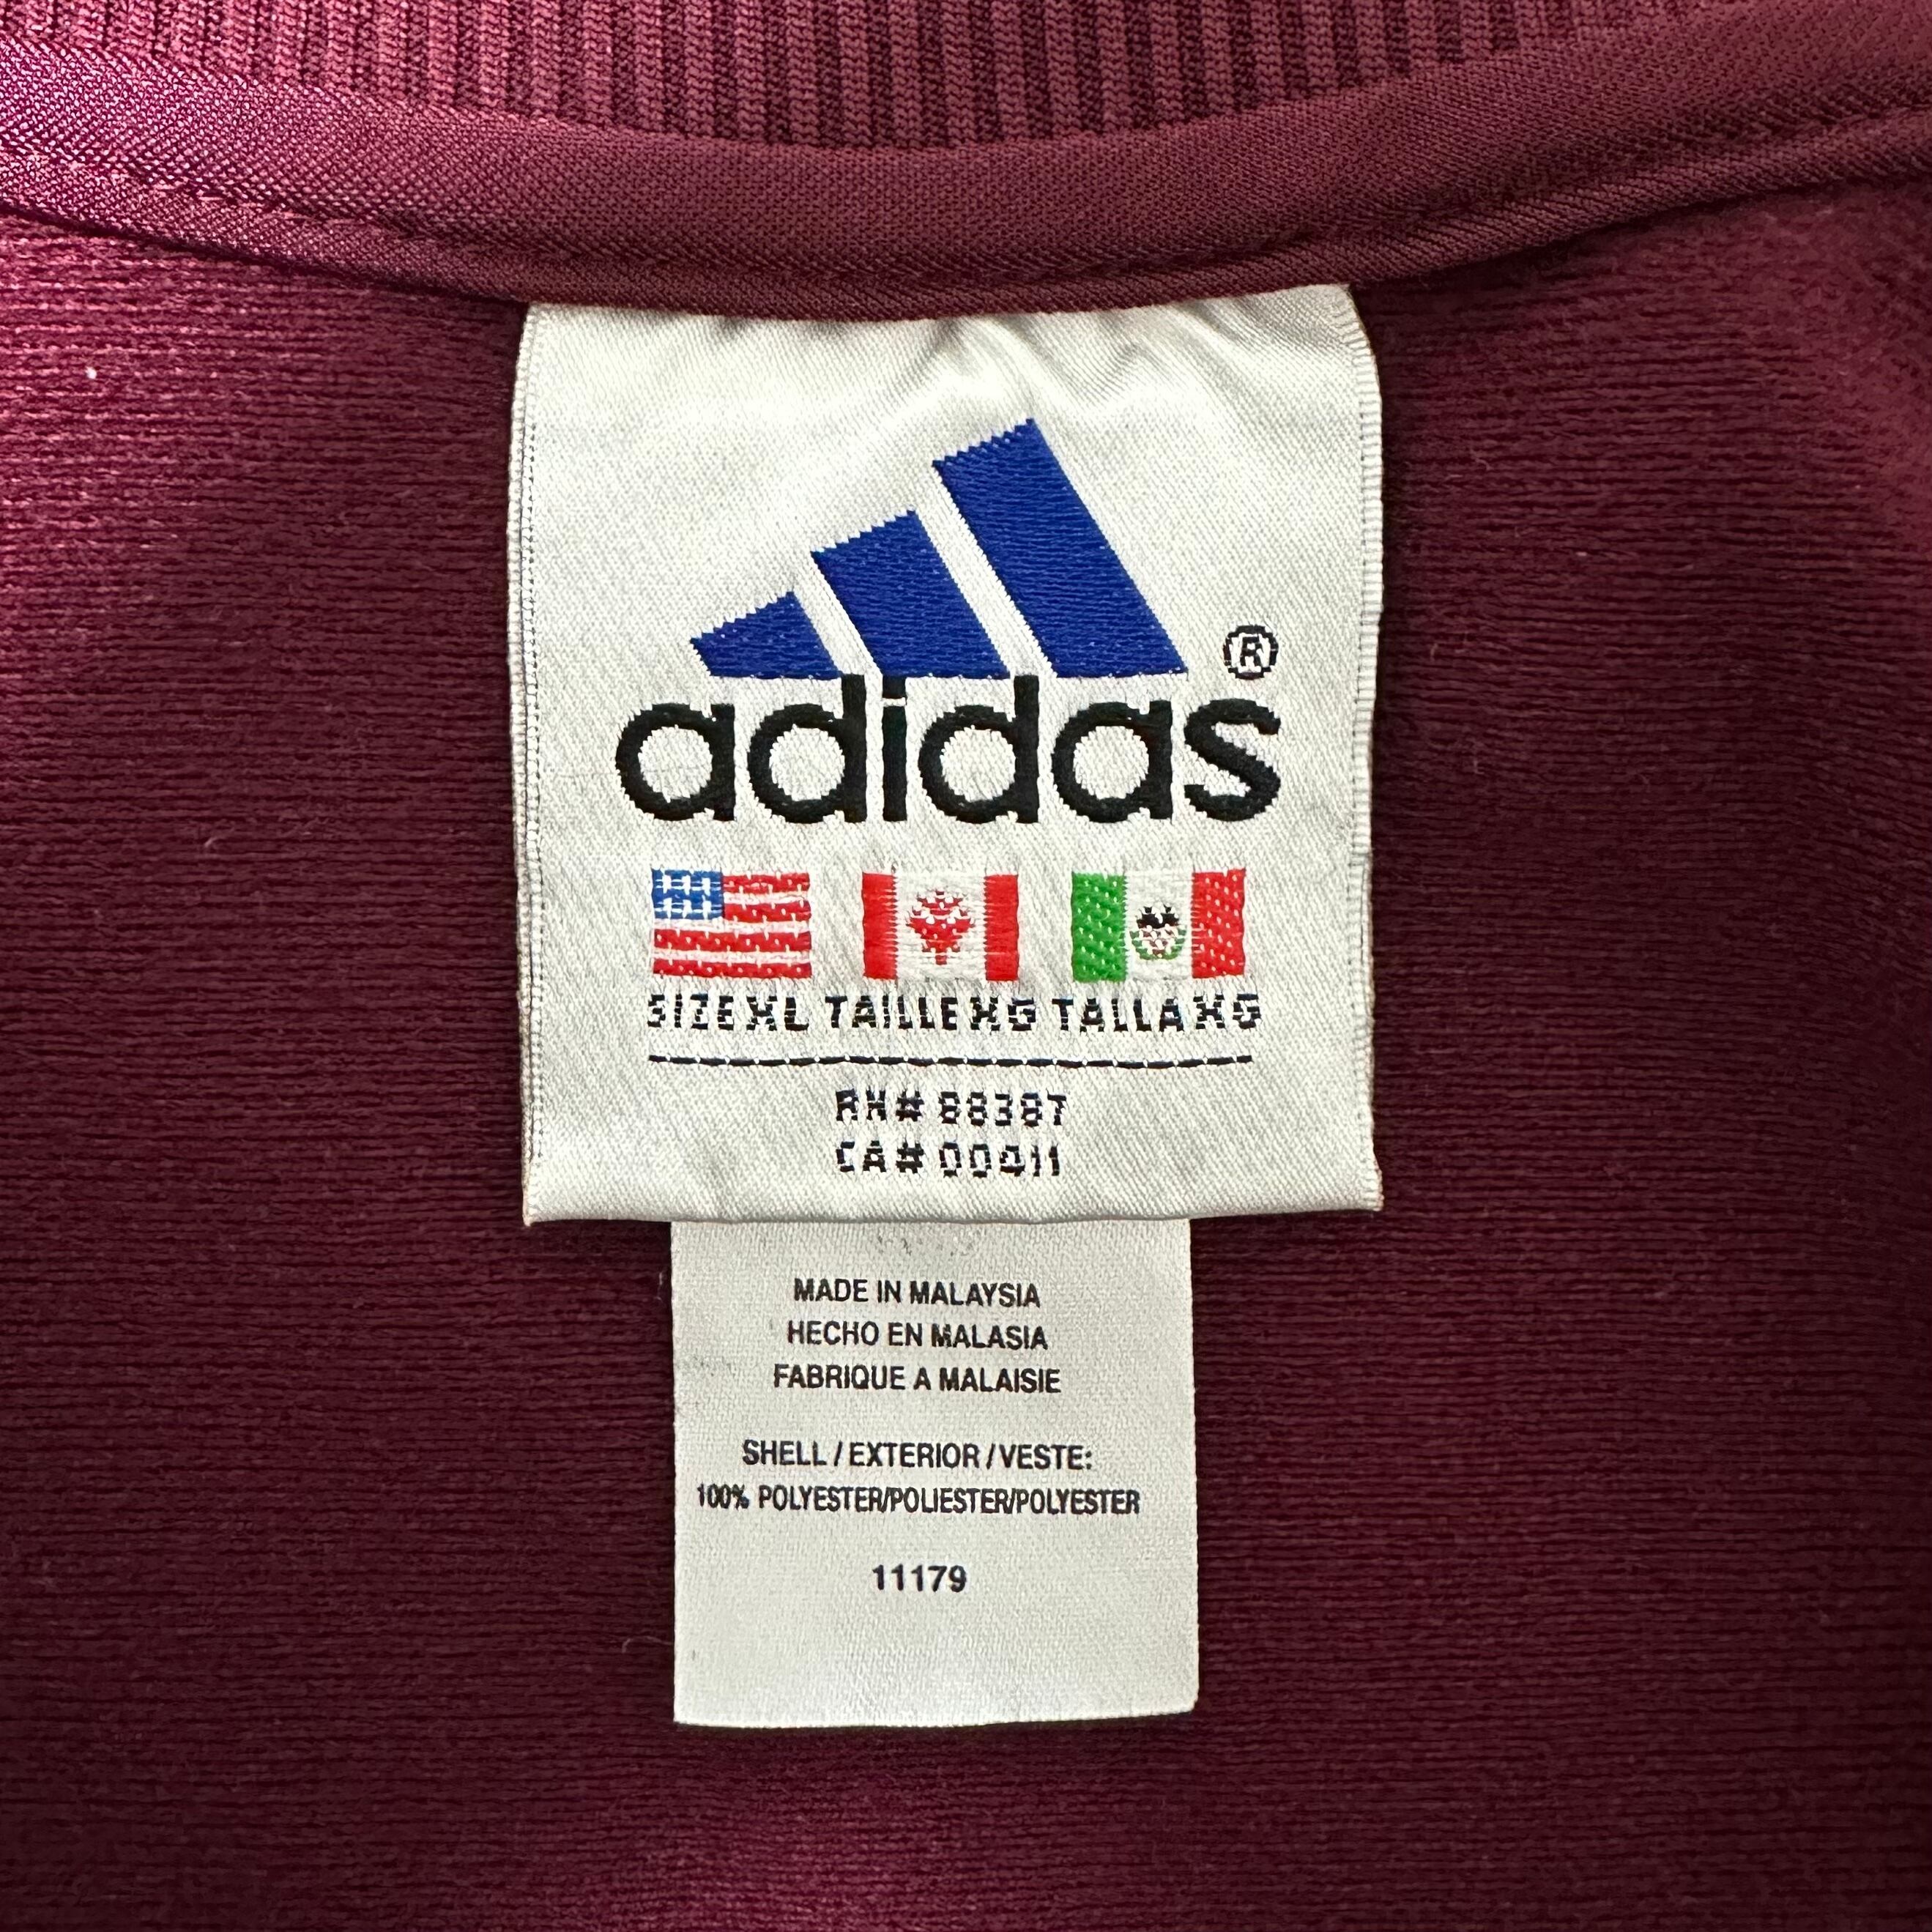 adidas ®
SIZE XL TAILLE XG TALLA XG
RN# 88387
CA# 00411
MADE IN MALAYSIA
HECHO EN MALASIA
FABRIQUE A MALAISIE
SHELL / EXTERIOR / VESTE:
100% POLYESTER/POLIESTER/POLYESTER
11179